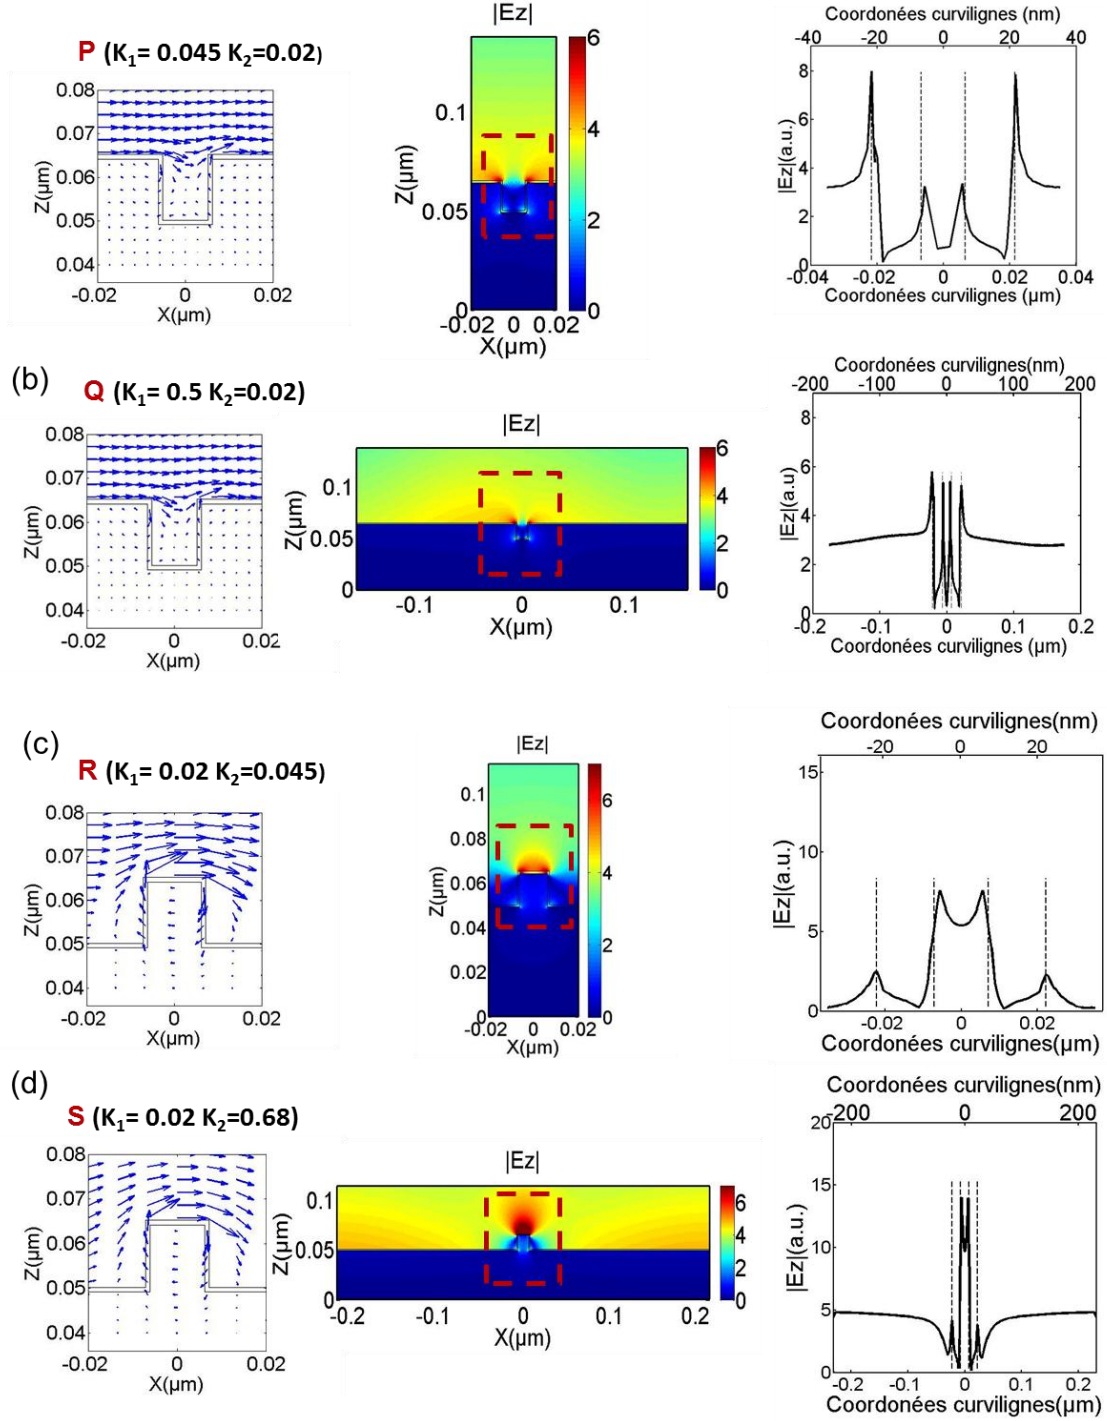 P (K1= 0.045 K2=0.02)
0.08
0.07
0.06
0.05
0.04
Z(µm)
-0.02 0 0.02
X(µm)
|Ez|
0.1
0.05
0
Z(µm)
-0.02 0 0.02
X(µm)
6
4
2
0
Coordonées curvilignes (nm)
-40 -20 0 20 40
8
6
4
2
0
|Ez|(a.u.)
-0.04 -0.02 0 0.02 0.04
Coordonées curvilignes (µm)
(b)
Q (K1= 0.5 K2=0.02)
0.08
0.07
0.06
0.05
0.04
Z(µm)
-0.02 0 0.02
X(µm)
|Ez|
0.1
0.05
0
Z(µm)
-0.1 0 0.1
X(µm)
6
4
2
0
Coordonées curvilignes(nm)
-200 -100 0 100 200
8
6
4
2
0
|Ez|(a.u)
-0.2 -0.1 0 0.1 0.2
Coordonées curvilignes (µm)
(c)
R (K1= 0.02 K2=0.045)
0.08
0.07
0.06
0.05
0.04
Z(µm)
-0.02 0 0.02
X(µm)
|Ez|
0.1
0.08
0.06
0.04
0.02
0
Z(µm)
-0.02 0 0.02
X(µm)
6
4
2
0
Coordonées curvilignes(nm)
-20 0 20
15
10
5
0
|Ez|(a.u.)
-0.02 0 0.02
Coordonées curvilignes(µm)
(d)
S (K1= 0.02 K2=0.68)
0.08
0.07
0.06
0.05
0.04
Z(µm)
-0.02 0 0.02
X(µm)
|Ez|
0.1
0.05
0
Z(µm)
-0.2 -0.1 0 0.1 0.2
X(µm)
6
4
2
0
Coordonées curvilignes(nm)
-200 0 200
20
15
10
5
0
|Ez|(a.u.)
-0.2 -0.1 0 0.1 0.2
Coordonées curvilignes(µm)